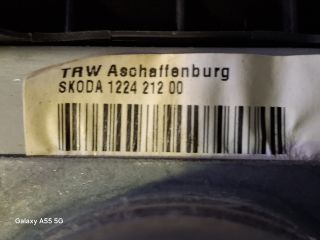 TRW Aschaffenburg
SKODA 1224 212 00
Galaxy A55 5G